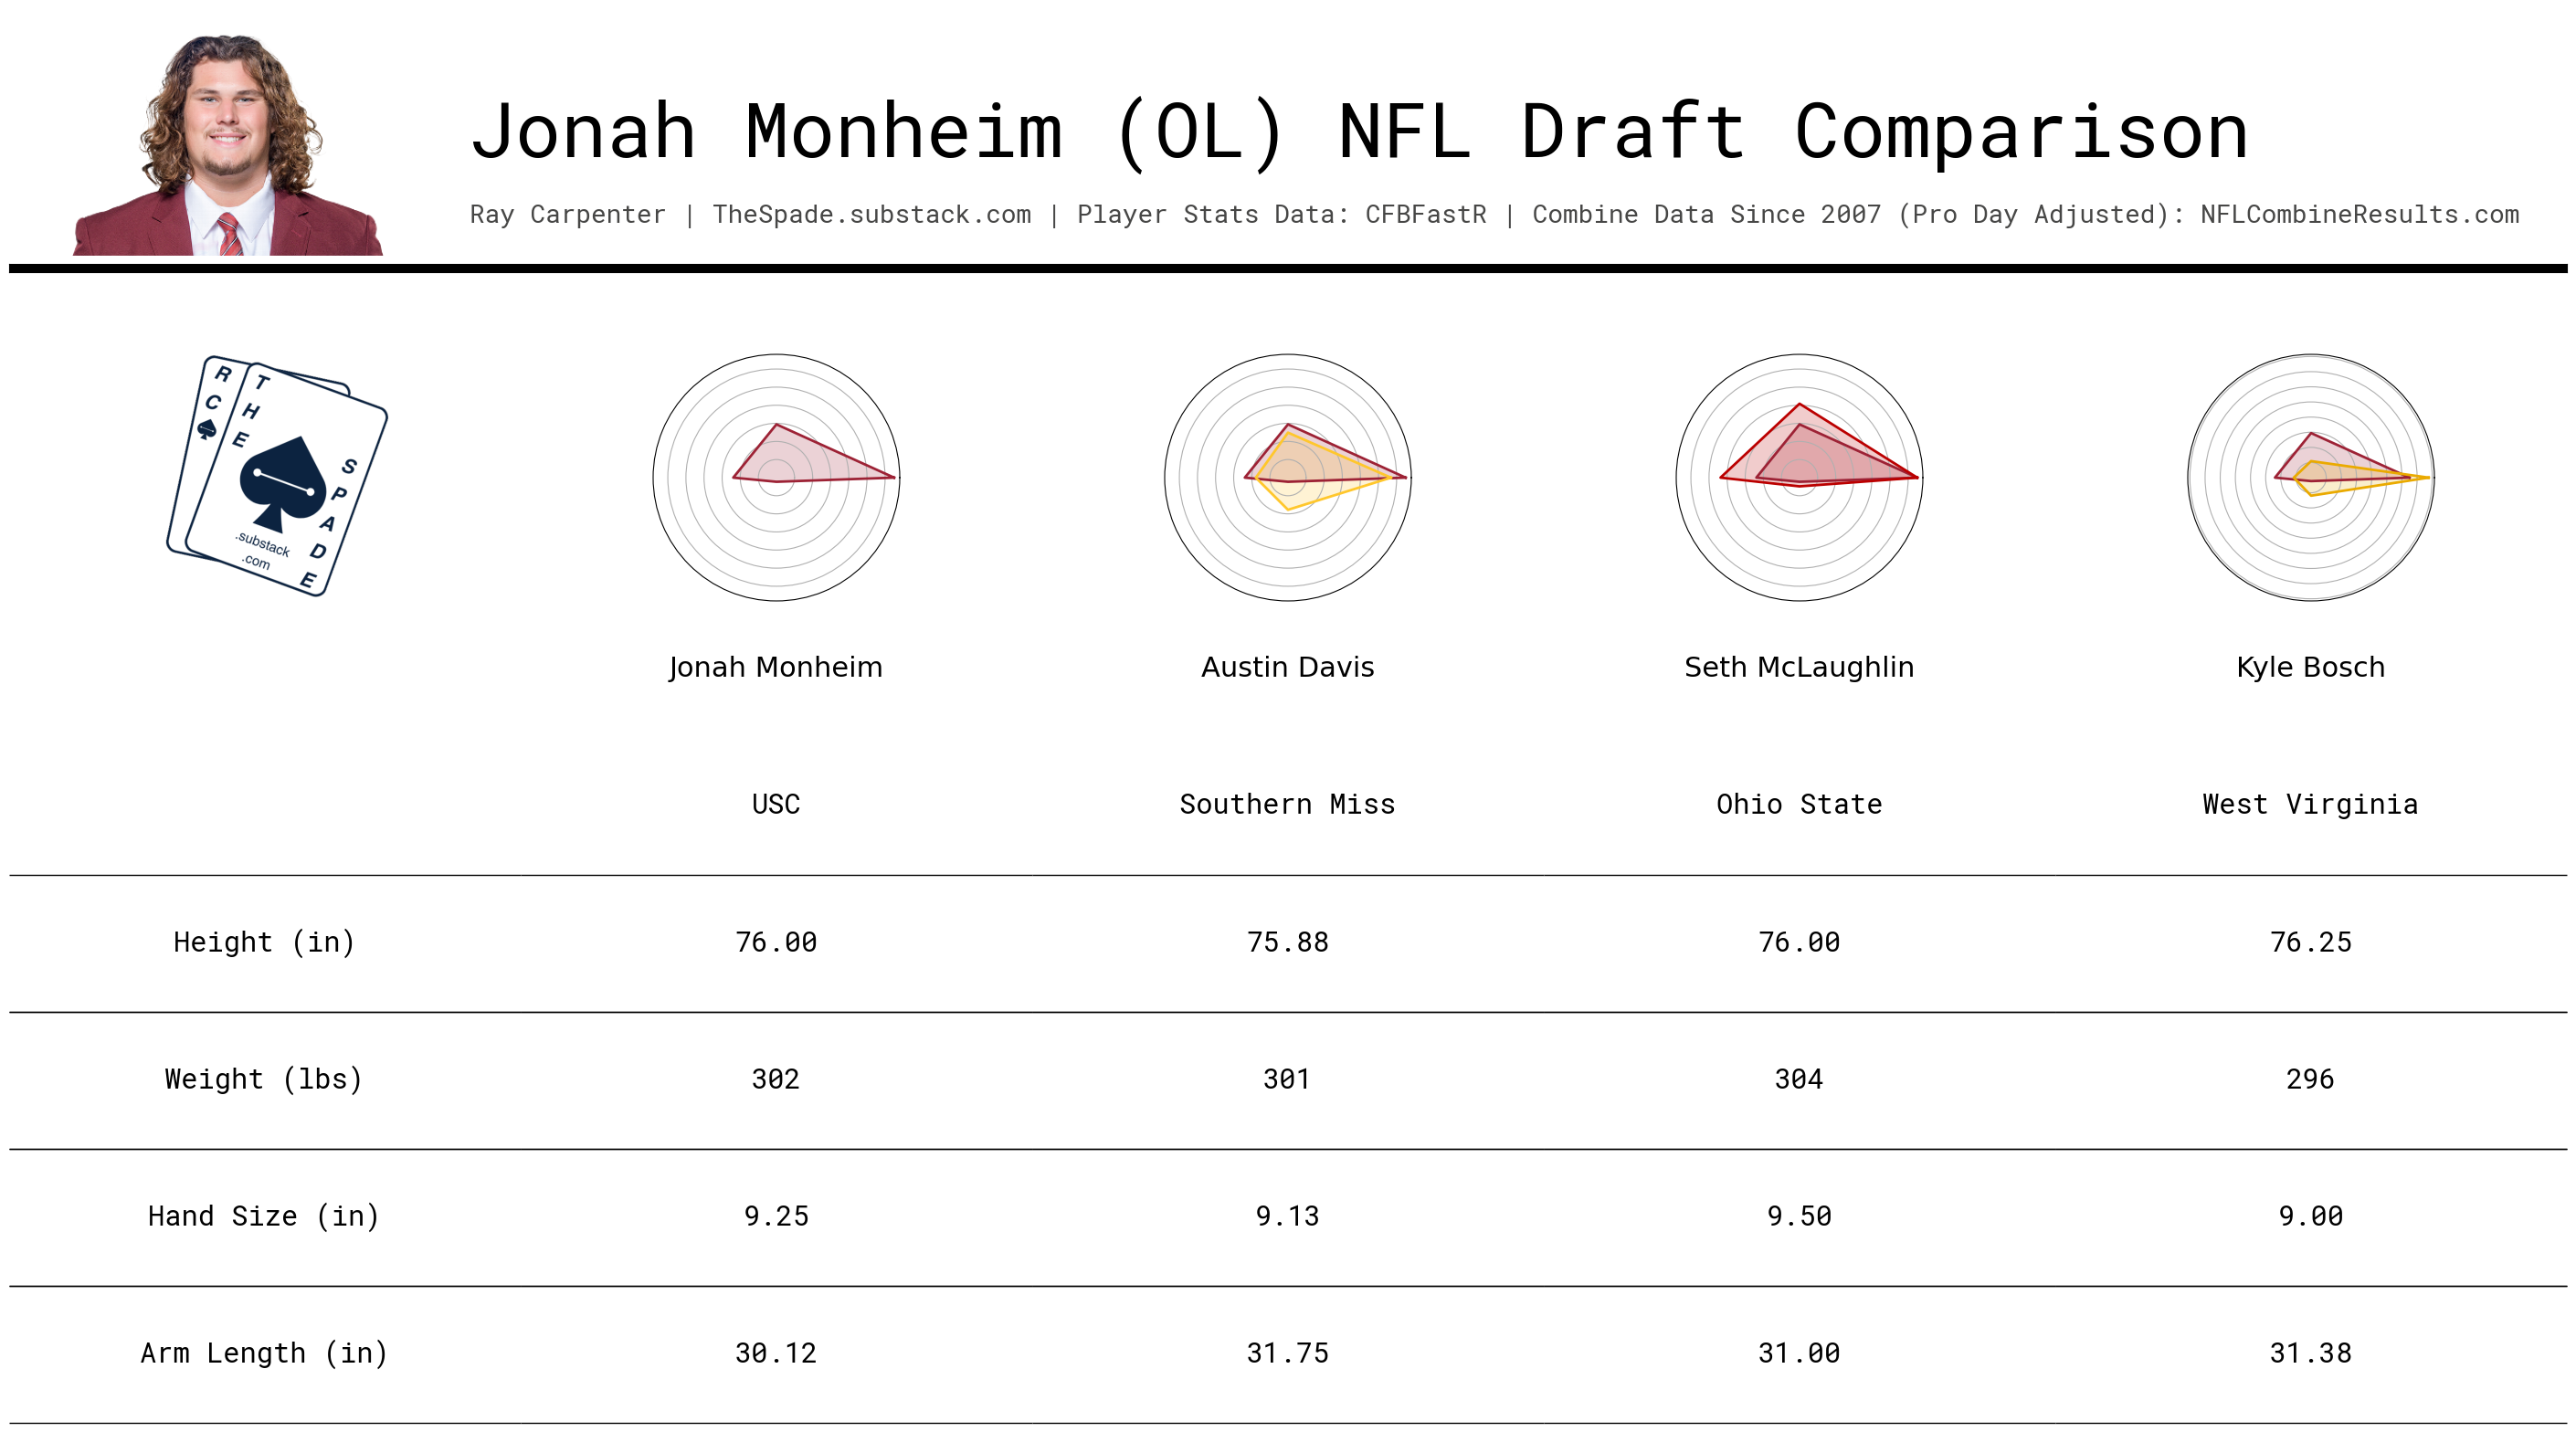 Jonah Monheim (OL) NFL Draft Comparison
Ray Carpenter | TheSpade.substack.com | Player Stats Data: CFBFastR | Combine Data Since 2007 (Pro Day Adjusted): NFLCombineResults.com
R C
T H E
S P A D E
.substack
.com
Jonah Monheim Austin Davis Seth McLaughlin Kyle Bosch
USC Southern Miss Ohio State West Virginia
Height (in) 76.00 75.88 76.00 76.25
Weight (lbs) 302 301 304 296
Hand Size (in) 9.25 9.13 9.50 9.00
Arm Length (in) 30.12 31.75 31.00 31.38